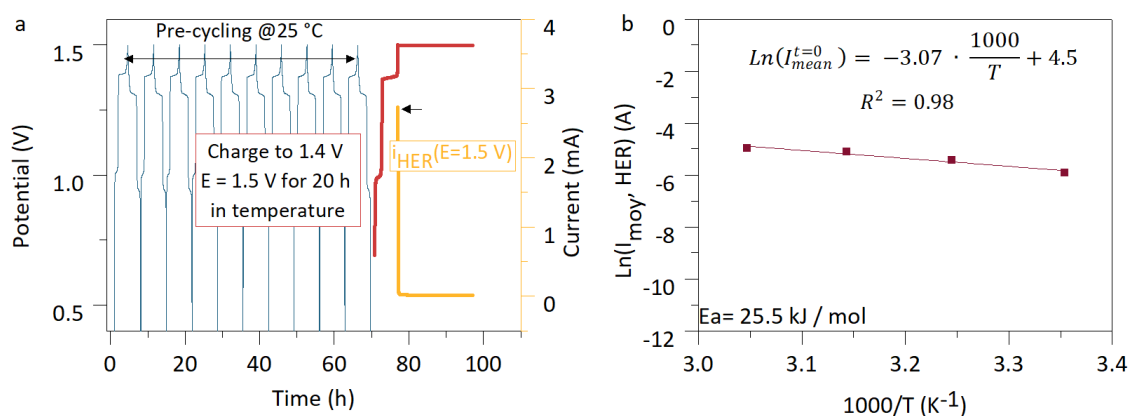 a
Pre-cycling @25 °C
Charge to 1.4 V
E = 1.5 V for 20 h
in temperature
iHER(E=1.5 V)
Potential (V)
1.5
1.0
0.5
Current (mA)
4
3
2
1
0
0 20 40 60 80 100
Time (h)
b
Ln(I_mean^{t=0}) = −3.07 · 1000/T + 4.5
R² = 0.98
Ln(Imoy, HER) (A)
0
-2
-4
-6
-8
-10
-12
Ea= 25.5 kJ / mol
3.0 3.1 3.2 3.3 3.4
1000/T (K-1)